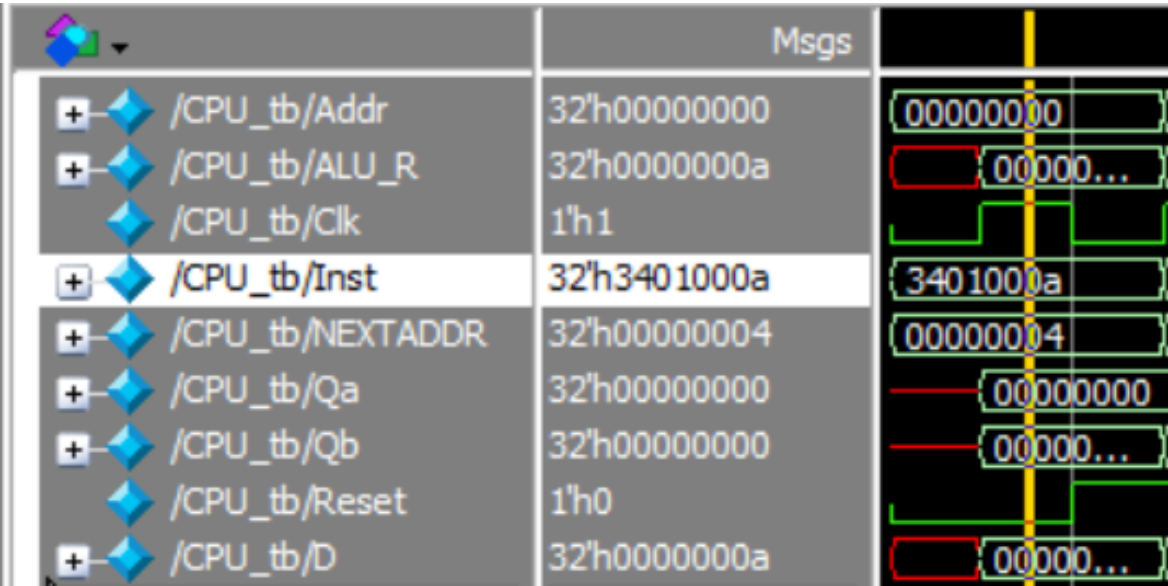 Msgs
/CPU_tb/Addr 32'h00000000 00000000
/CPU_tb/ALU_R 32'h0000000a 00000...
/CPU_tb/Clk 1'h1
/CPU_tb/Inst 32'h3401000a 3401000a
/CPU_tb/NEXTADDR 32'h00000004 00000004
/CPU_tb/Qa 32'h00000000 00000000
/CPU_tb/Qb 32'h00000000 00000...
/CPU_tb/Reset 1'h0
/CPU_tb/D 32'h0000000a 00000...